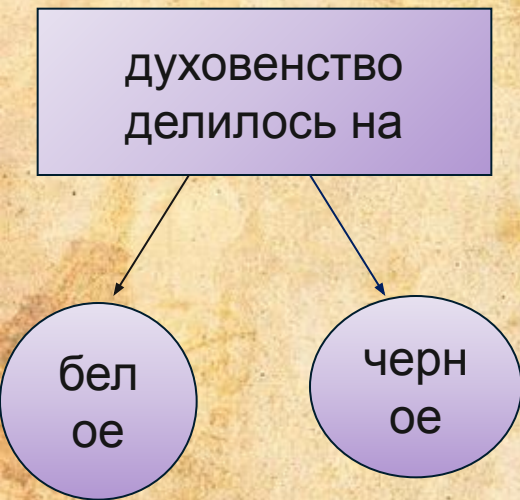 духовенство
делилось на
бел
ое
черн
ое